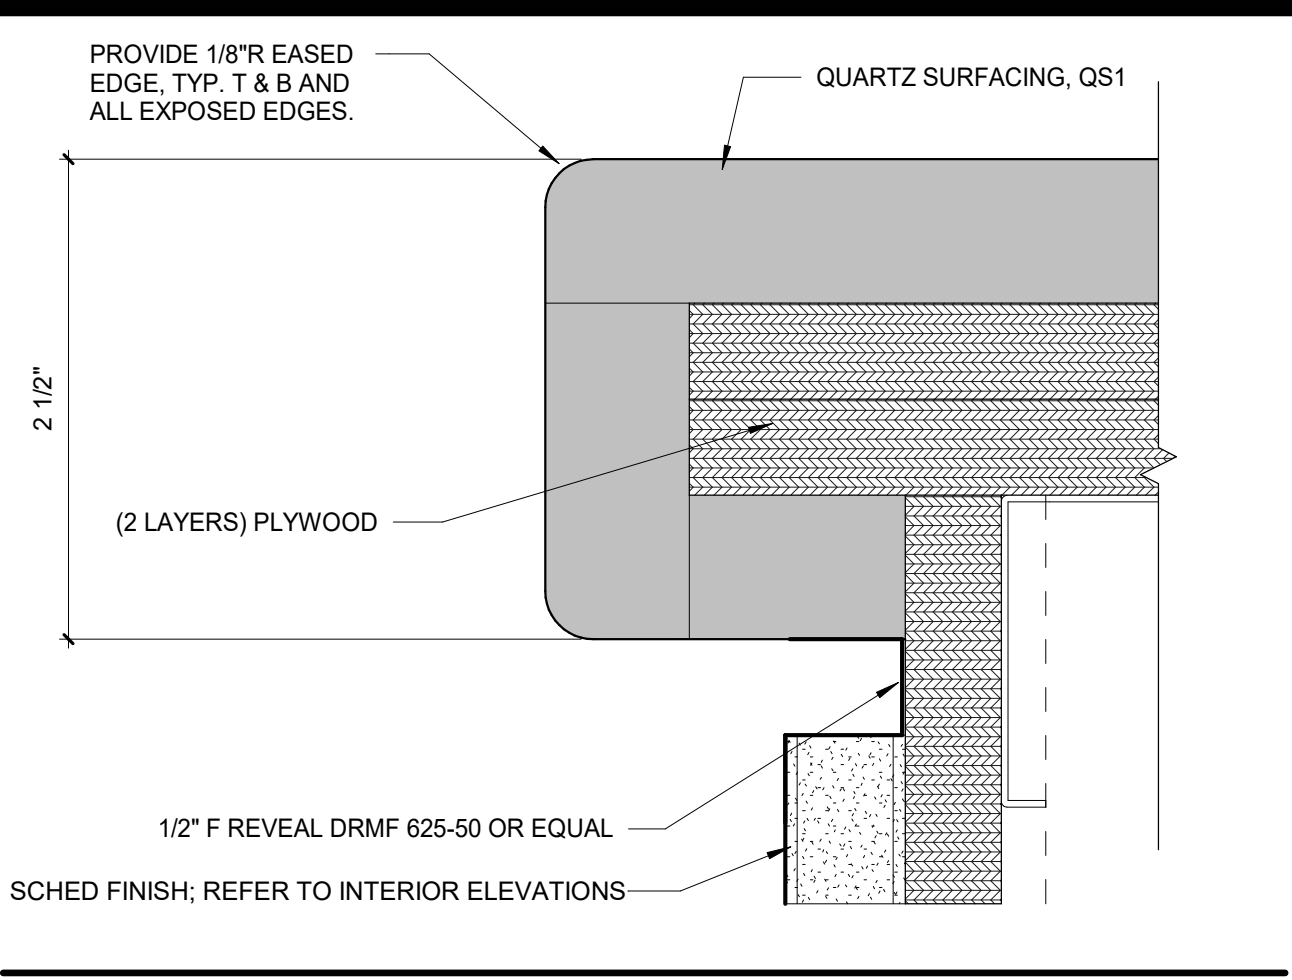 PROVIDE 1/8"R EASED
EDGE, TYP. T & B AND
ALL EXPOSED EDGES.
QUARTZ SURFACING, QS1
2 1/2"
(2 LAYERS) PLYWOOD
1/2" F REVEAL DRMF 625-50 OR EQUAL
SCHED FINISH; REFER TO INTERIOR ELEVATIONS